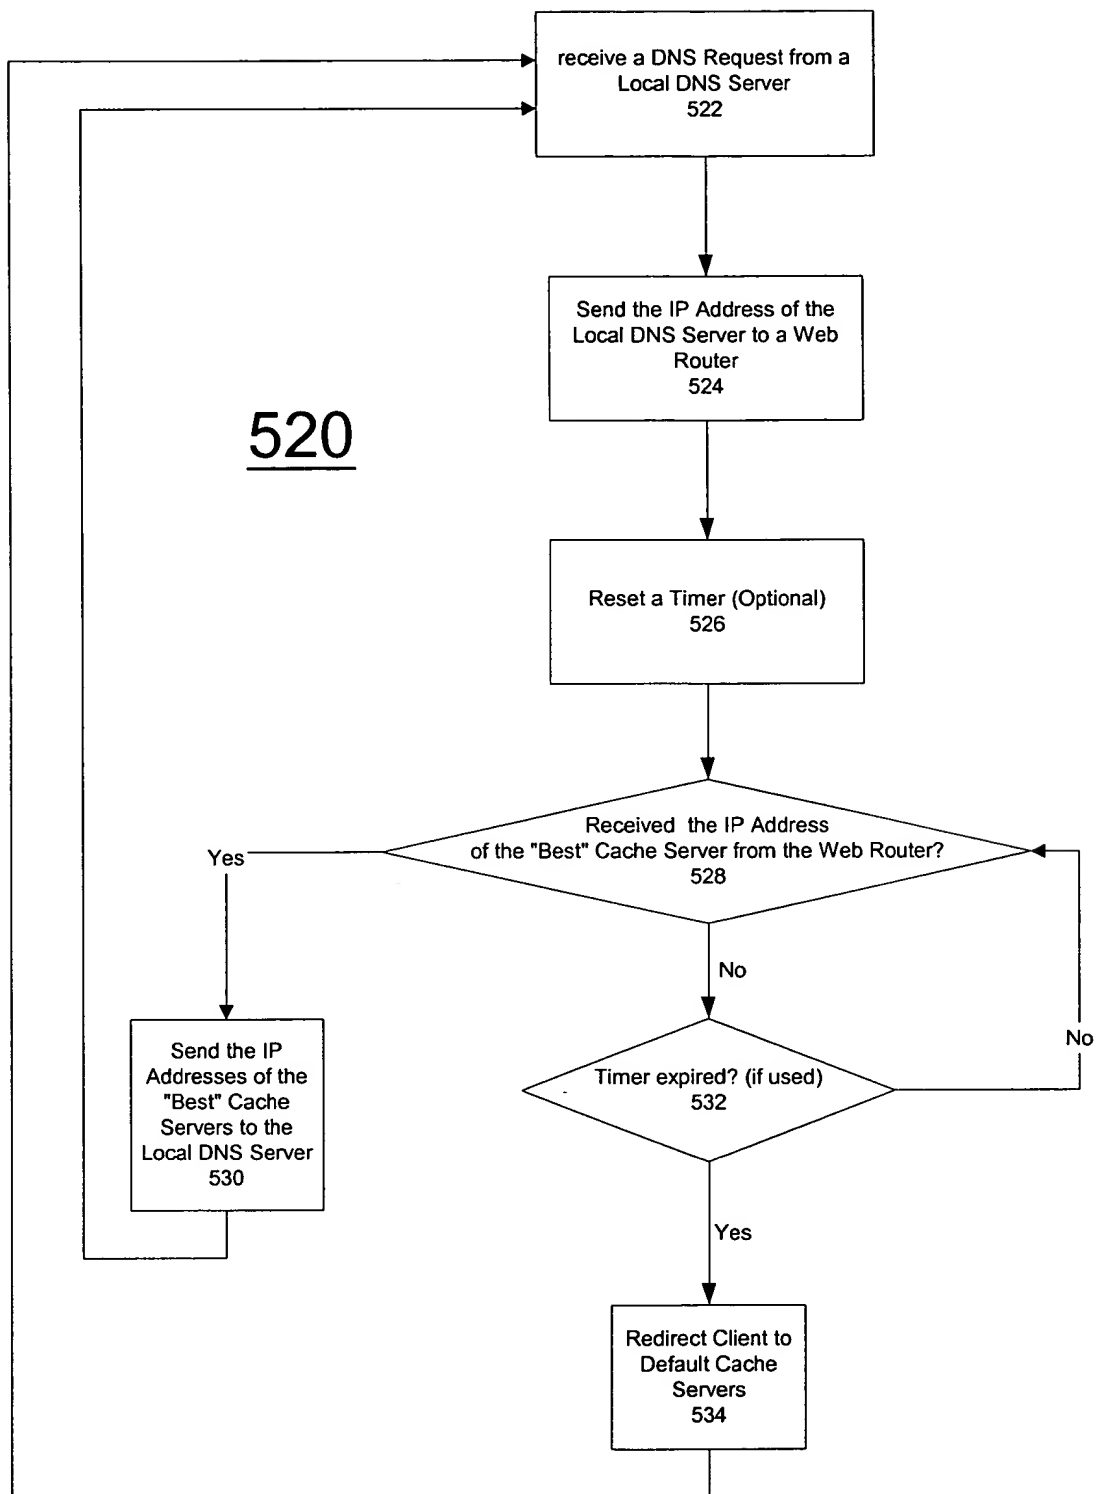 receive a DNS Request from a
Local DNS Server
522
Send the IP Address of the
Local DNS Server to a Web
Router
524
520
Reset a Timer (Optional)
526
Received the IP Address
of the "Best" Cache Server from the Web Router?
528
Yes
No
Send the IP
Addresses of the
"Best" Cache
Servers to the
Local DNS Server
530
Timer expired? (if used)
532
No
Yes
Redirect Client to
Default Cache
Servers
534